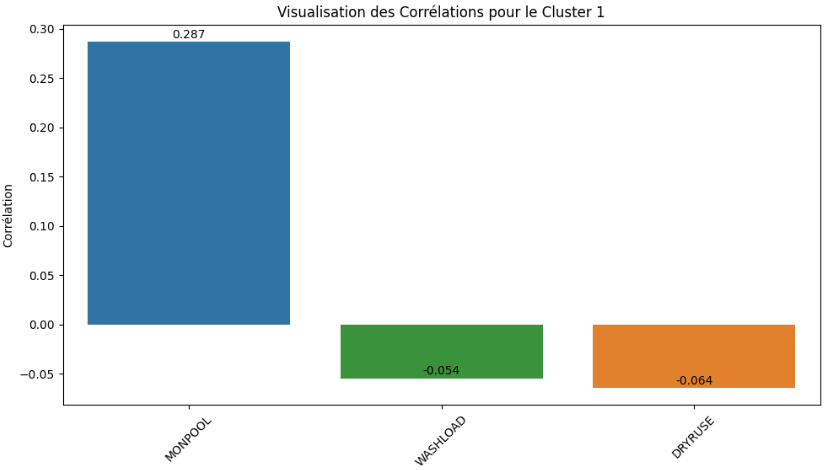 Visualisation des Corrélations pour le Cluster 1
0.30
0.287
0.25
0.20
0.15
0.10
0.05
0.00
−0.05
-0.054
-0.064
Corrélation
MONPOOL
WASHLOAD
DRYRUSE